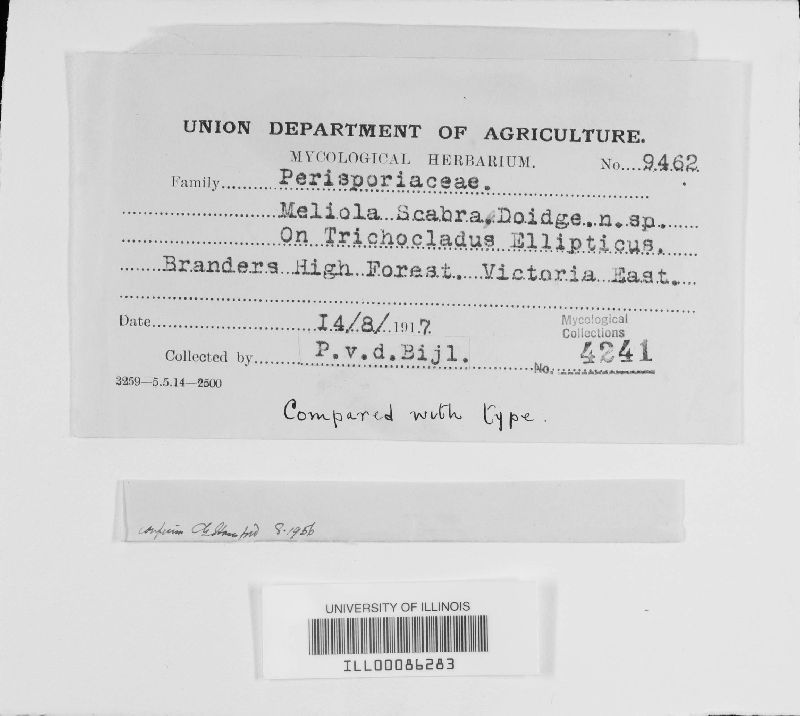 UNION DEPARTMENT OF AGRICULTURE.
MYCOLOGICAL HERBARIUM. No. 9462
Family Perisporiaceae.
Meliola Scabra, Doidge. n. sp.
On Trichocladus Ellipticus.
Branders High Forest. Victoria East.
Date 14/8/1917
Mycological
Collections
Collected by P.v.d.Bijl.
No. 4241
3259—5.5.14—2500
Compared with type.
8-1956
UNIVERSITY OF ILLINOIS
ILL00086283